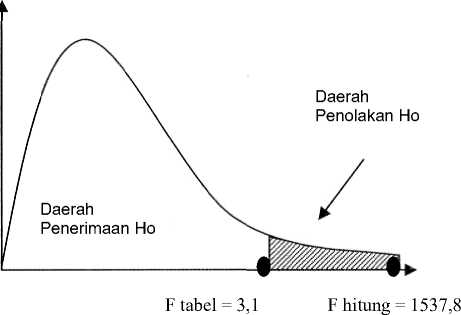 Daerah
Penolakan Ho
Daerah
Penerimaan Ho
F tabel = 3,1
F hitung = 1537,8